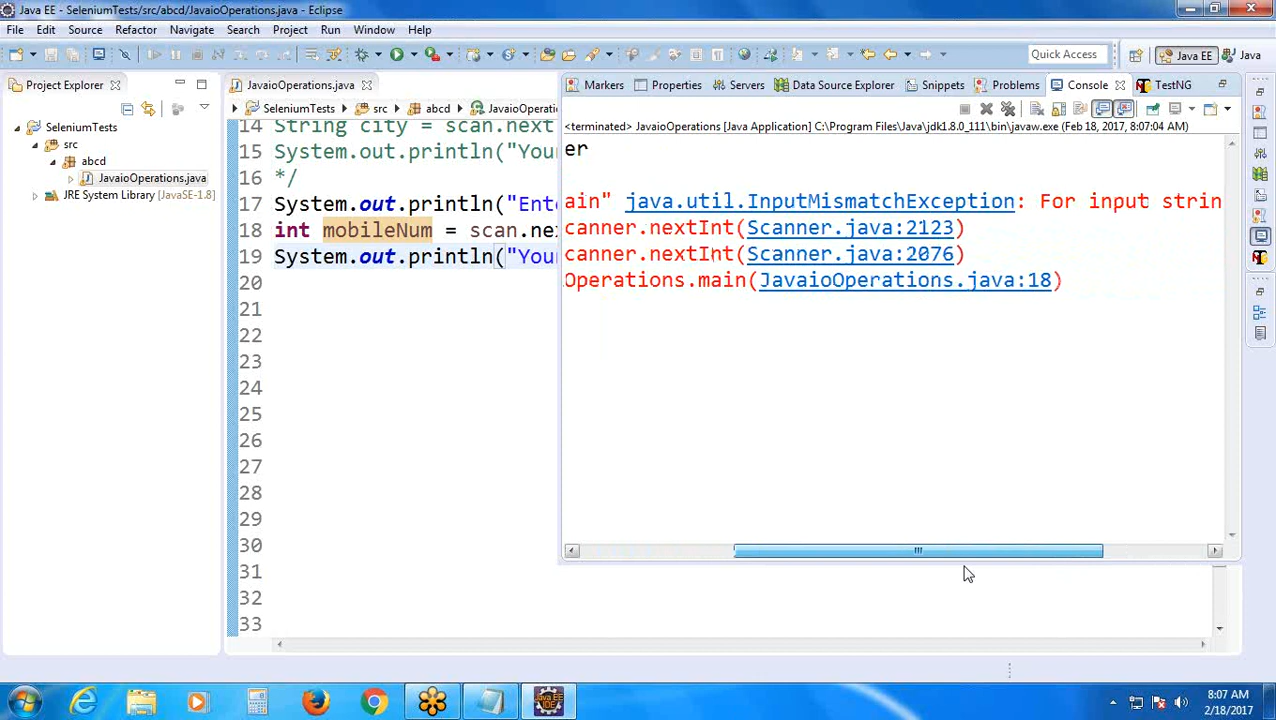 Java EE - SeleniumTests/src/abcd/JavaioOperations.java - Eclipse
File Edit Source Refactor Navigate Search Project Run Window Help
Quick Access
Java EE
Java
Project Explorer
JavaioOperations.java
Markers
Properties
Servers
Data Source Explorer
Snippets
Problems
Console
TestNG
SeleniumTests
src
abcd
JavaioOperations.java
JRE System Library [JavaSE-1.8]
SeleniumTests
src
abcd
<terminated> JavaioOperations [Java Application] C:\Program Files\Java\jdk1.8.0_111\bin\javaw.exe (Feb 18, 2017, 8:07:04 AM)
14 String city = scan.next
15 System.out.println("You
16 */
17 System.out.println("Ente
18 int mobileNum = scan.nex
19 System.out.println("You
20
21
22
23
24
25
26
27
28
29
30
31
32
33
er
ain" java.util.InputMismatchException: For input strin
canner.nextInt(Scanner.java:2123)
canner.nextInt(Scanner.java:2076)
Operations.main(JavaioOperations.java:18)
8:07 AM
2/18/2017